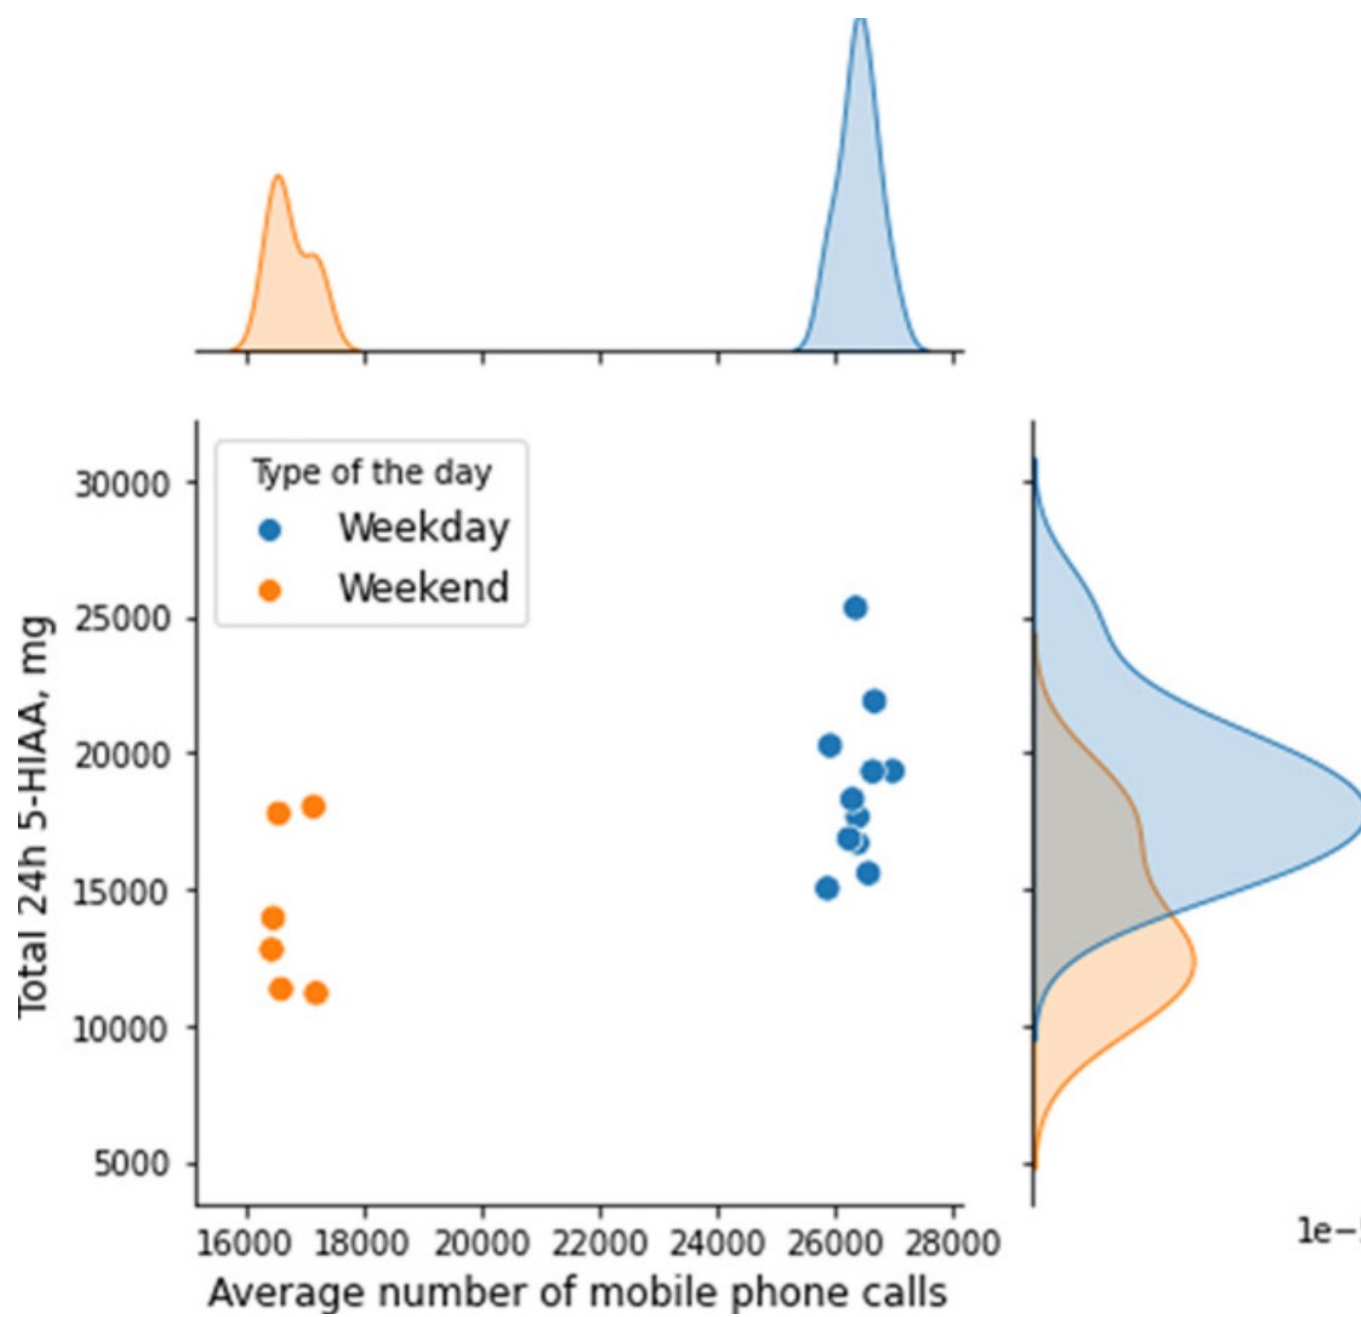 Type of the day
Weekday
Weekend
30000
25000
20000
15000
10000
5000
Total 24h 5-HIAA, mg
16000 18000 20000 22000 24000 26000 28000
Average number of mobile phone calls
1e−